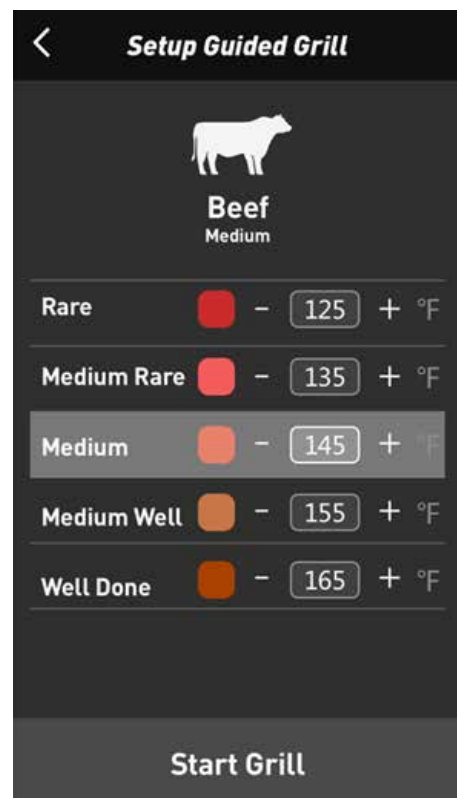 Setup Guided Grill
Beef
Medium
Rare - 125 + °F
Medium Rare - 135 + °F
Medium - 145 + °F
Medium Well - 155 + °F
Well Done - 165 + °F
Start Grill